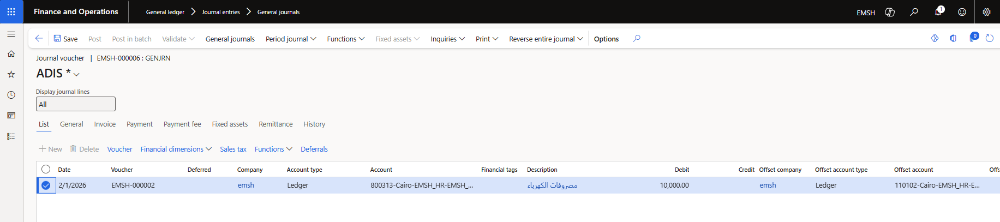 Finance and Operations General ledger Journal entries General journals EMSH 1
Save Post Post in batch Validate General journals Period journal Functions Fixed assets Inquiries Print Reverse entire journal Options 0
Journal voucher | EMSH-000006 : GENJRN
ADIS *
Display journal lines
All
List General Invoice Payment Payment fee Fixed assets Remittance History
New Delete Voucher Financial dimensions Sales tax Functions Deferrals
Date Voucher Deferred Company Account type Account Financial tags Description Debit Credit Offset company Offset account type Offset account Offs
2/1/2026 EMSH-000002 emsh Ledger 800313-Cairo-EMSH_HR-EMSH_... مصروفات الكهرباء 10,000.00 emsh Ledger 110102-Cairo-EMSH_HR-E...